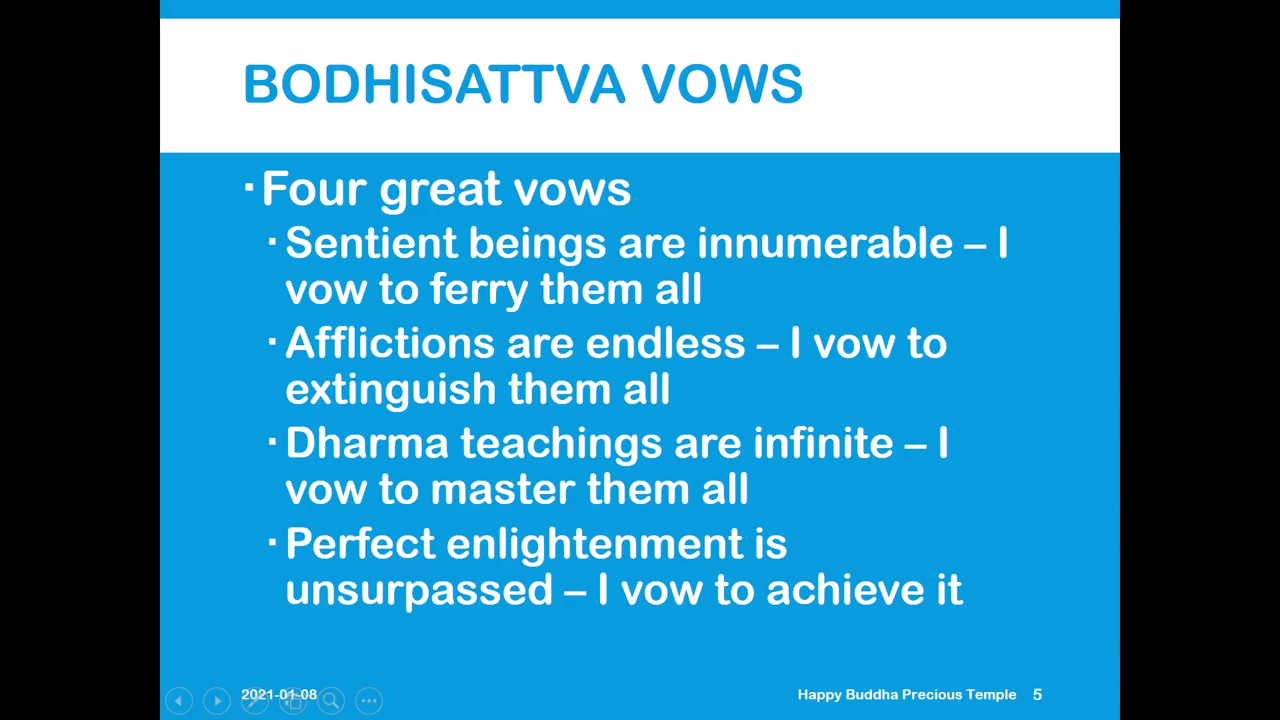 BODHISATTVA VOWS
▪Four great vows
▪Sentient beings are innumerable – I
vow to ferry them all
▪Afflictions are endless – I vow to
extinguish them all
▪Dharma teachings are infinite – I
vow to master them all
▪Perfect enlightenment is
unsurpassed – I vow to achieve it
2021-01-08
Happy Buddha Precious Temple 5